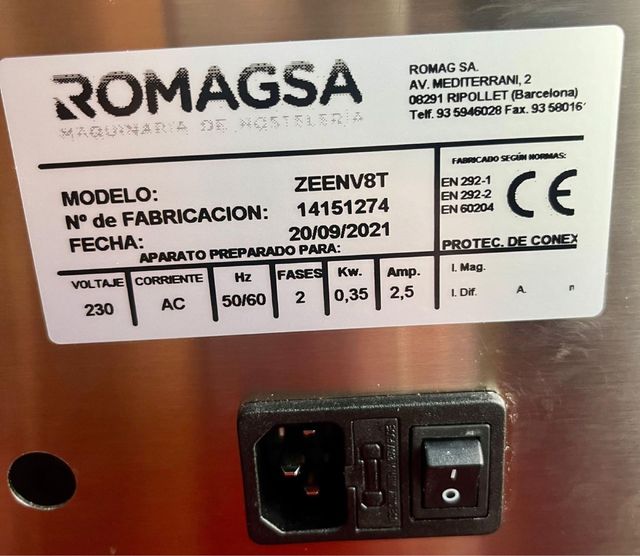 ROMAGSA
MAQUINARIA DE HOSTELERIA
ROMAG SA.
AV. MEDITERRANI, 2
08291 RIPOLLET (Barcelona)
Telf. 93 5946028 Fax. 93 58016
MODELO: ZEENV8T
Nº de FABRICACION: 14151274
FECHA: 20/09/2021
FABRICADO SEGÚN NORMAS:
EN 292-1
EN 292-2
EN 60204
CE
APARATO PREPARADO PARA:
PROTEC. DE CONEX
VOLTAJE CORRIENTE Hz FASES Kw. Amp.
230 AC 50/60 2 0,35 2,5
I. Mag.
I. Dif. A.